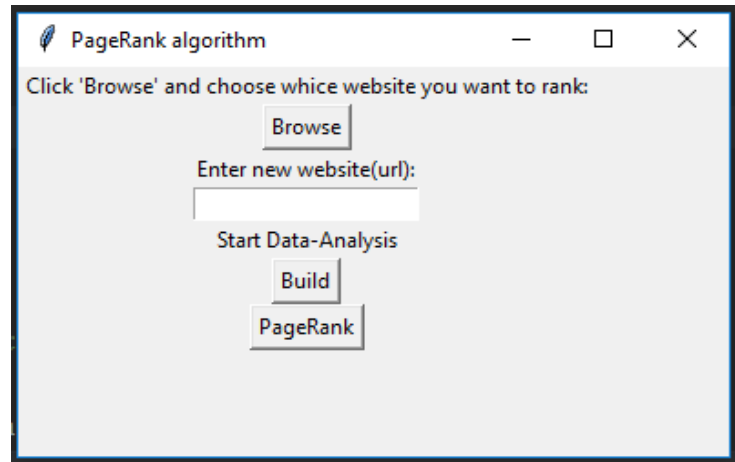 PageRank algorithm
Click 'Browse' and choose whice website you want to rank:
Browse
Enter new website(url):
Start Data-Analysis
Build
PageRank